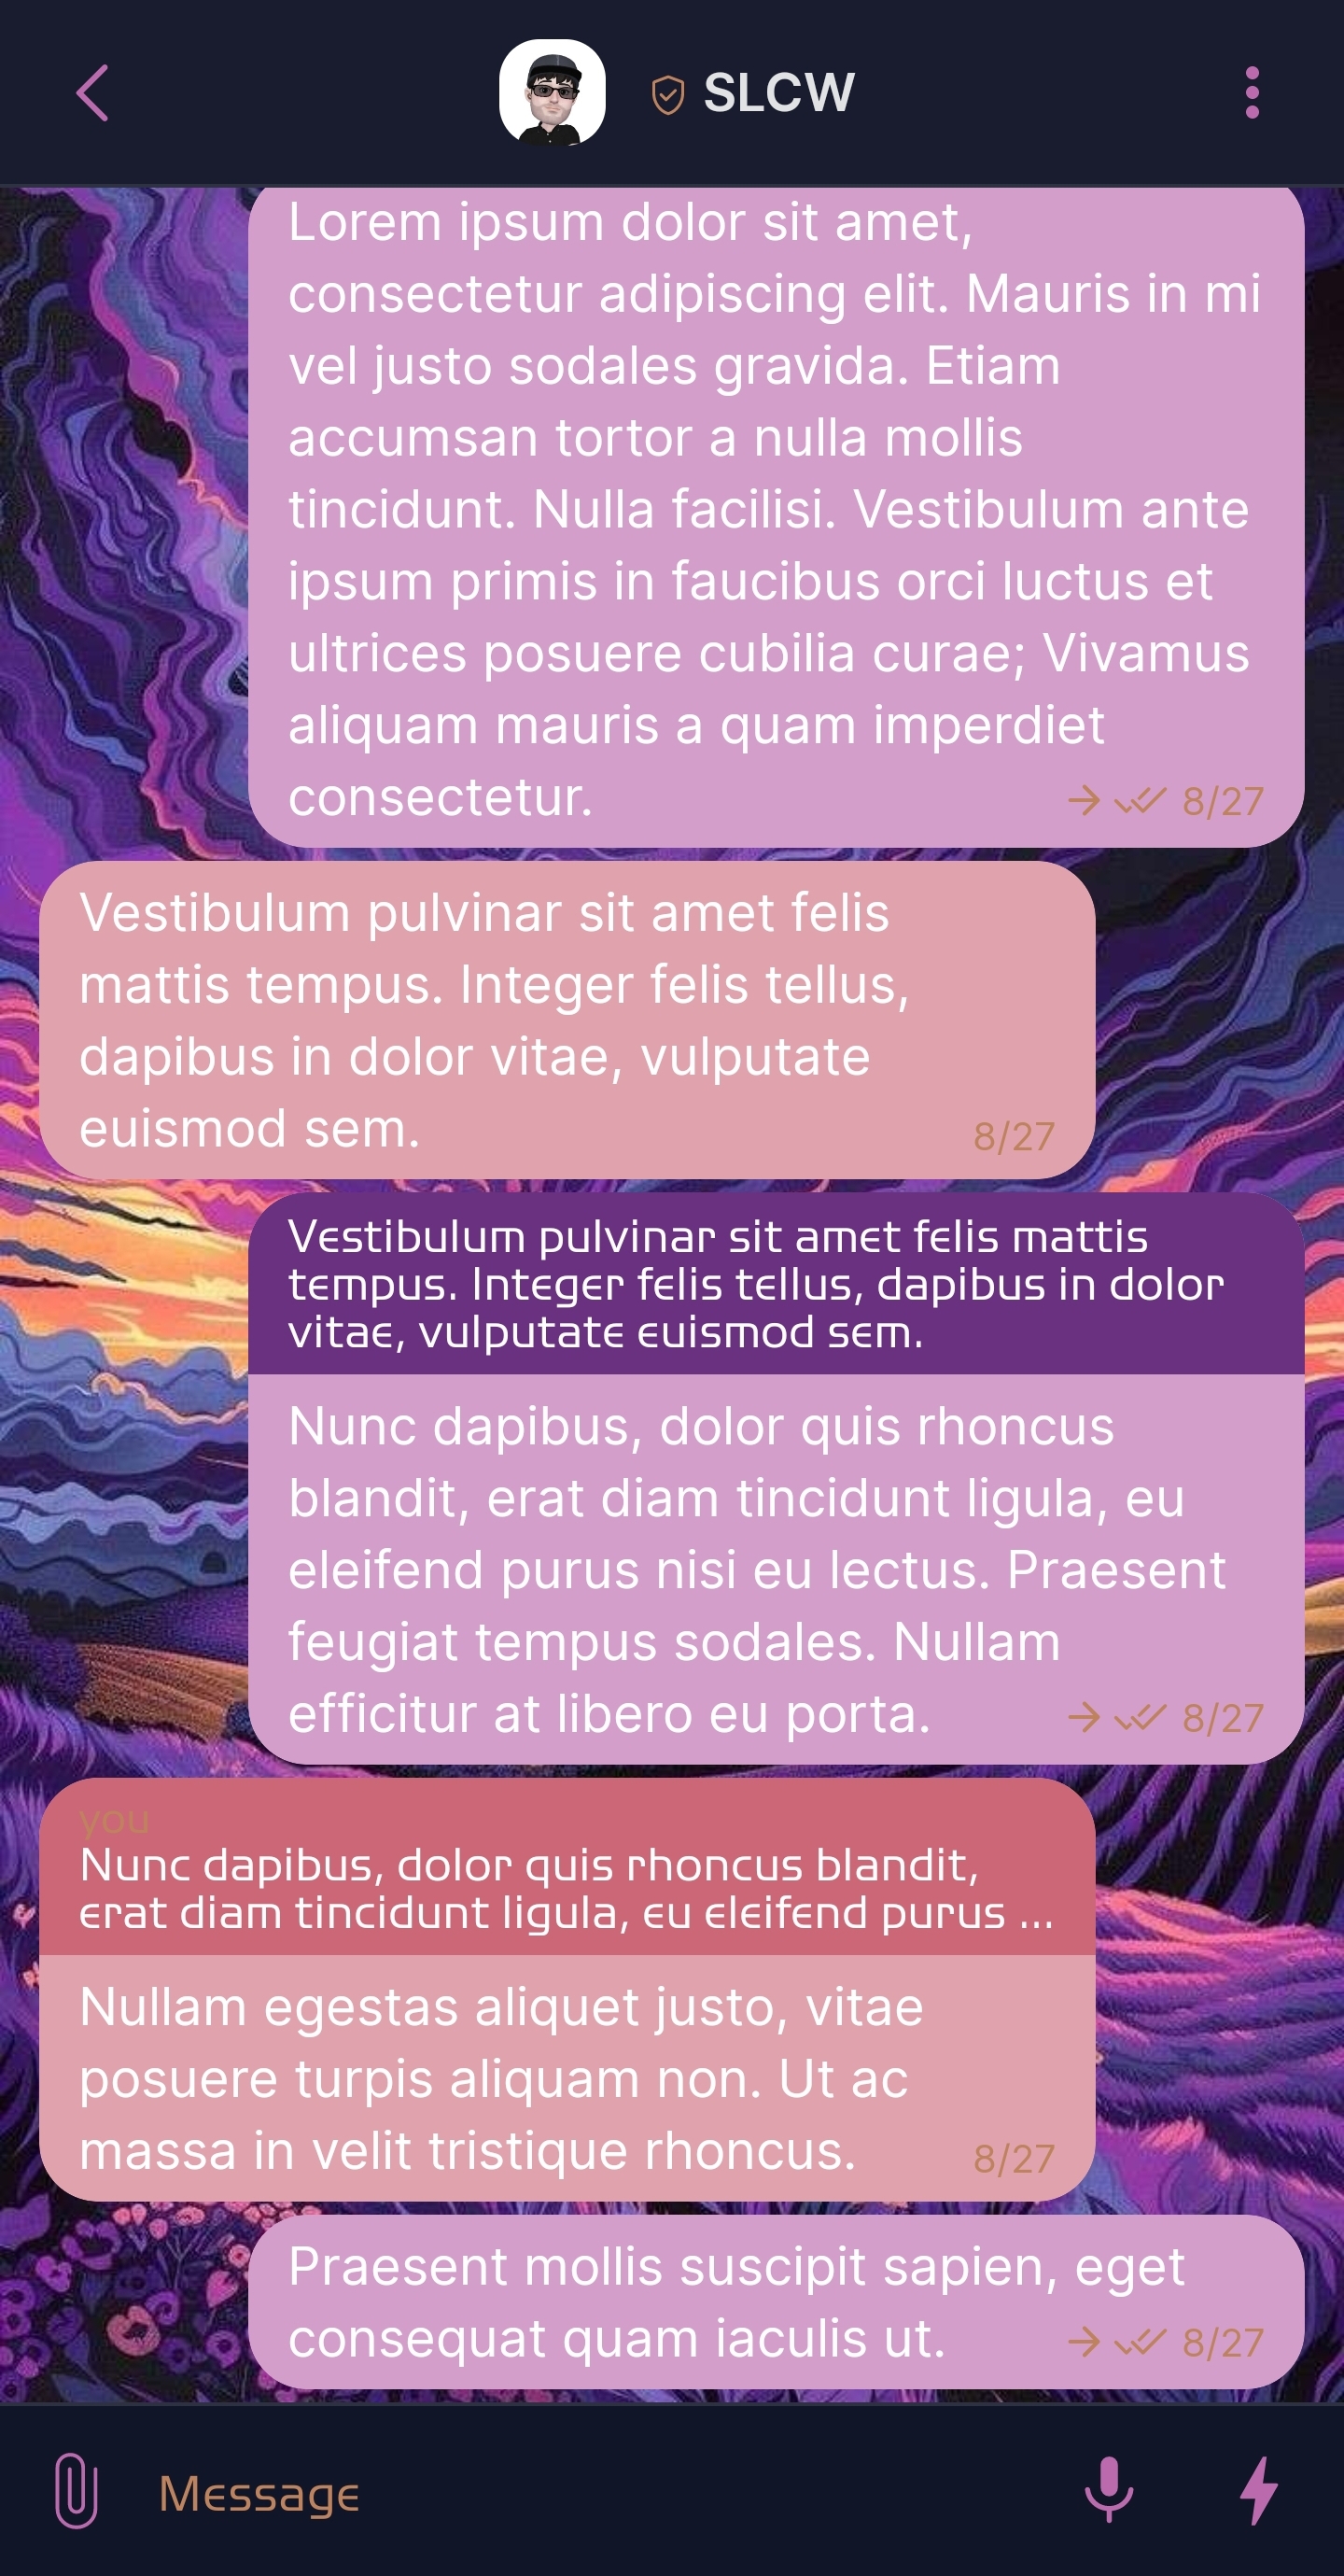 SLCW
Lorem ipsum dolor sit amet,
consectetur adipiscing elit. Mauris in mi
vel justo sodales gravida. Etiam
accumsan tortor a nulla mollis
tincidunt. Nulla facilisi. Vestibulum ante
ipsum primis in faucibus orci luctus et
ultrices posuere cubilia curae; Vivamus
aliquam mauris a quam imperdiet
consectetur.
8/27
Vestibulum pulvinar sit amet felis
mattis tempus. Integer felis tellus,
dapibus in dolor vitae, vulputate
euismod sem.
8/27
Vestibulum pulvinar sit amet felis mattis
tempus. Integer felis tellus, dapibus in dolor
vitae, vulputate euismod sem.
Nunc dapibus, dolor quis rhoncus
blandit, erat diam tincidunt ligula, eu
eleifend purus nisi eu lectus. Praesent
feugiat tempus sodales. Nullam
efficitur at libero eu porta.
8/27
you
Nunc dapibus, dolor quis rhoncus blandit,
erat diam tincidunt ligula, eu eleifend purus ...
Nullam egestas aliquet justo, vitae
posuere turpis aliquam non. Ut ac
massa in velit tristique rhoncus.
8/27
Praesent mollis suscipit sapien, eget
consequat quam iaculis ut.
8/27
Message